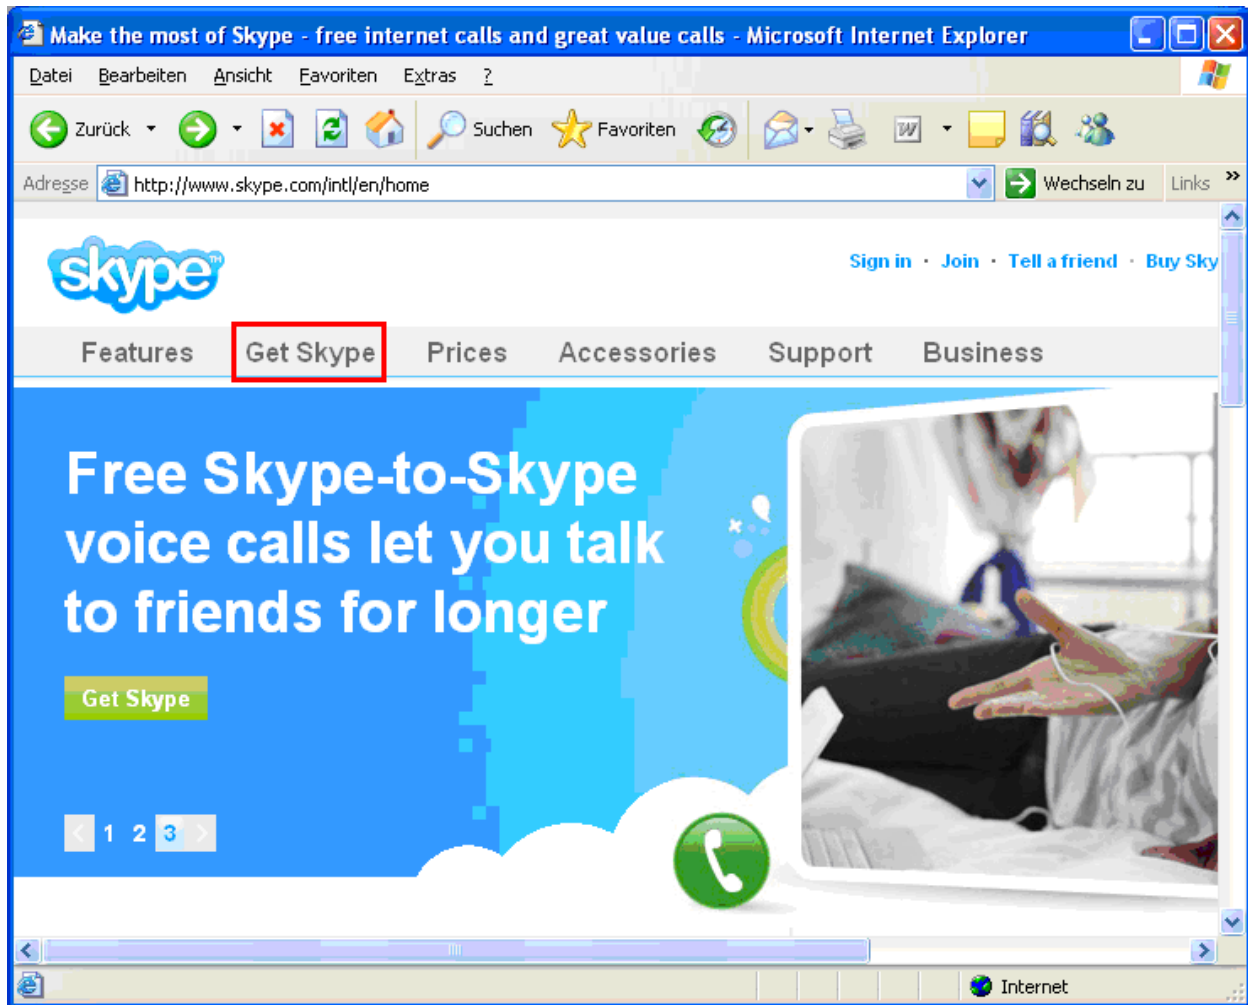 Make the most of Skype - free internet calls and great value calls - Microsoft Internet Explorer
Datei Bearbeiten Ansicht Favoriten Extras ?
Zurück Suchen Favoriten W
Adresse http://www.skype.com/intl/en/home Wechseln zu Links »
skype™
Sign in · Join · Tell a friend · Buy Sky
Features Get Skype Prices Accessories Support Business
Free Skype-to-Skype
voice calls let you talk
to friends for longer
Get Skype
< 1 2 3 >
Internet